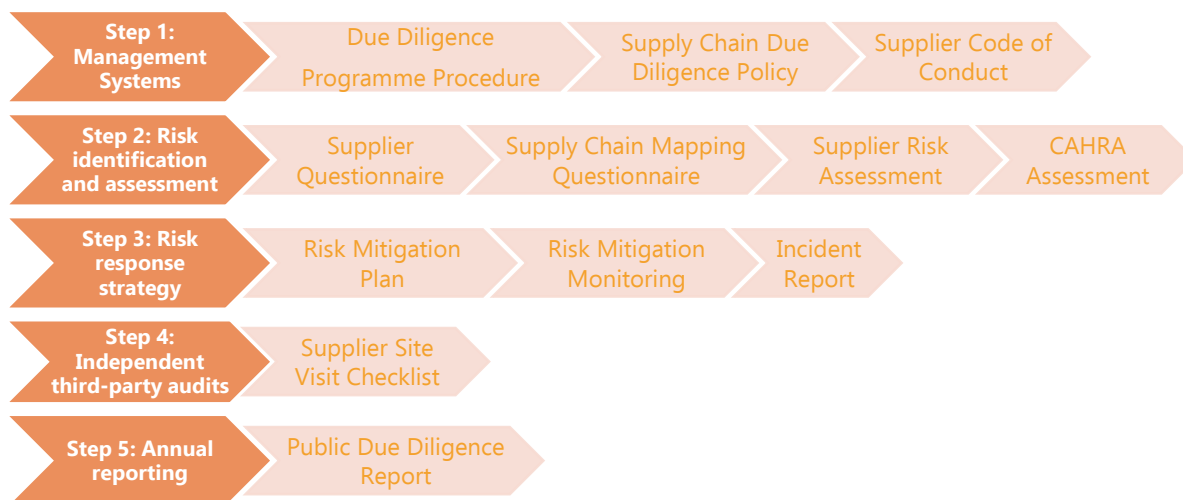 Step 1:
Management
Systems
Due Diligence
Programme Procedure
Supply Chain Due
Diligence Policy
Supplier Code of
Conduct
Step 2: Risk
identification
and assessment
Supplier
Questionnaire
Supply Chain Mapping
Questionnaire
Supplier Risk
Assessment
CAHRA
Assessment
Step 3: Risk
response
strategy
Risk Mitigation
Plan
Risk Mitigation
Monitoring
Incident
Report
Step 4:
Independent
third-party audits
Supplier Site
Visit Checklist
Step 5: Annual
reporting
Public Due Diligence
Report